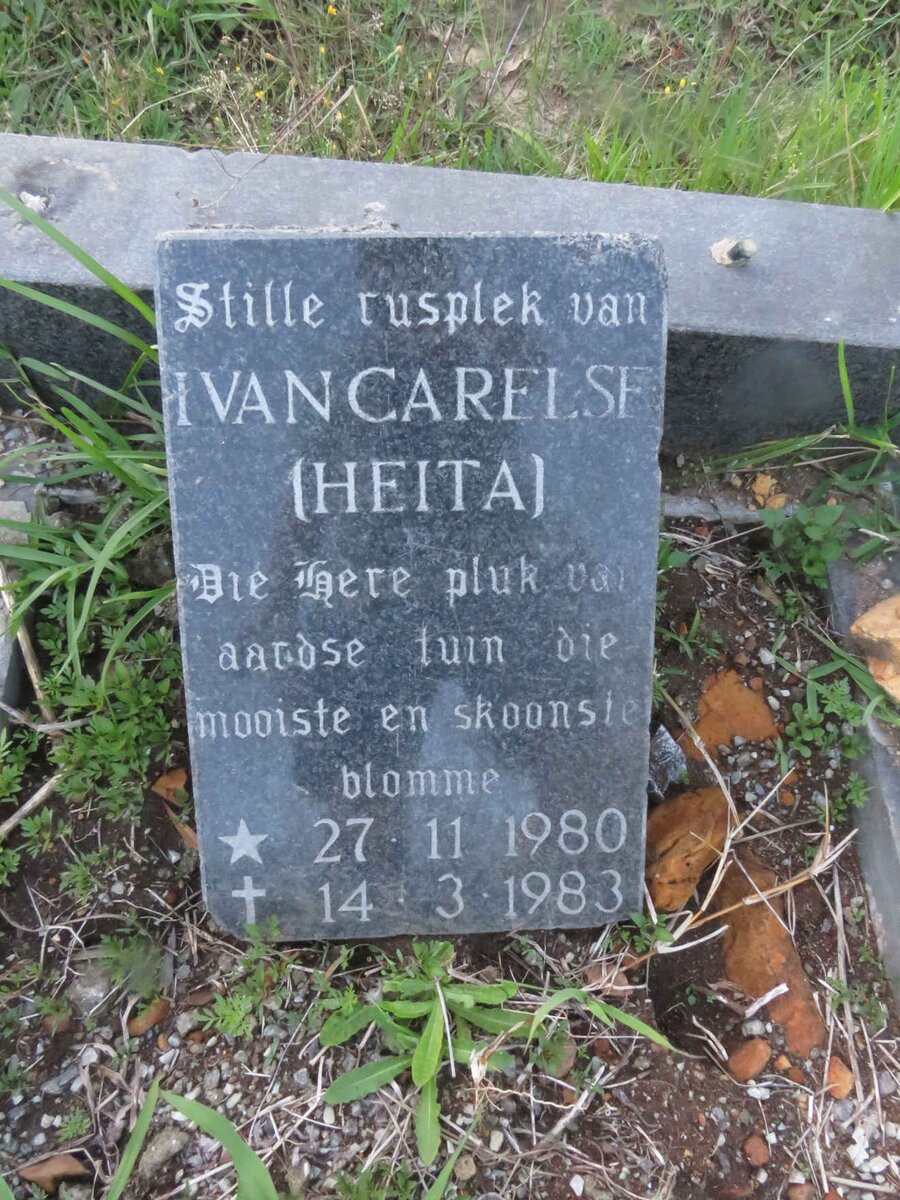 Stille rusplek van
IVAN CARELSE
(HEITA)
Die Here pluk van
aardse tuin die
mooiste en skoonste
blomme
27 · 11 1980
14 · 3 · 1983